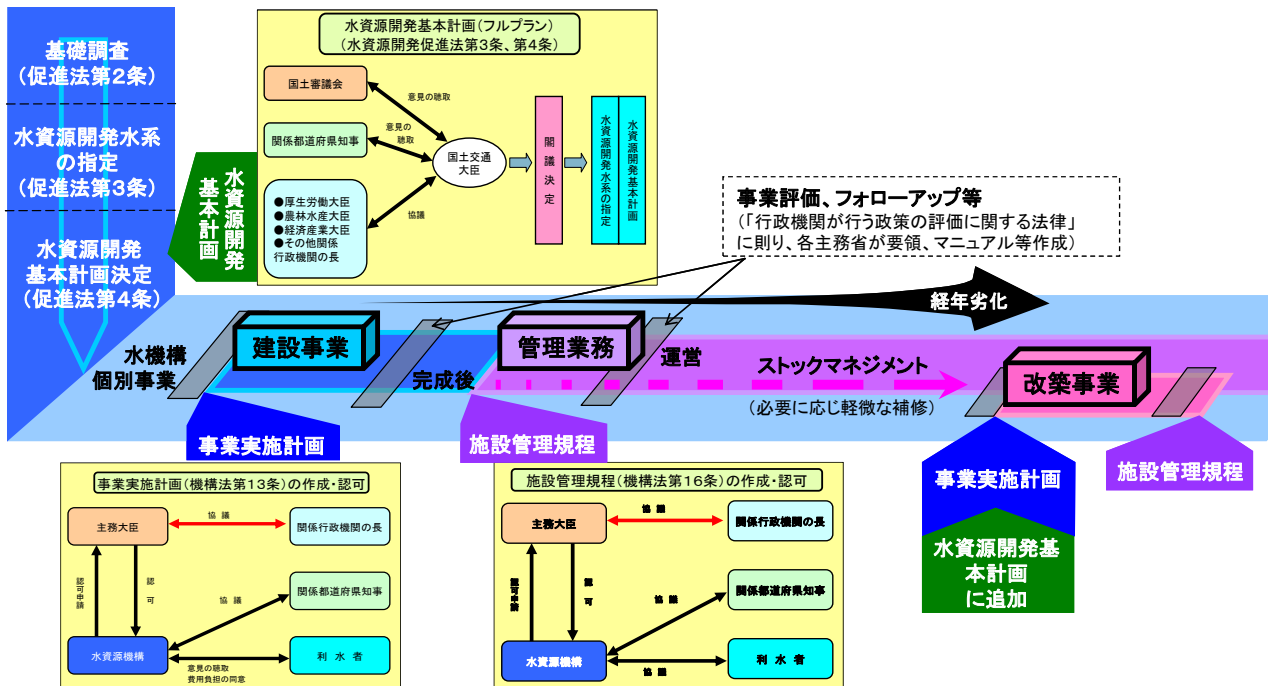 基礎調査
(促進法第2条)
水資源開発水系
の指定
(促進法第3条)
水資源開発
基本計画決定
(促進法第4条)
水資源開発基本計画(フルプラン)
(水資源開発促進法第3条、第4条)
国土審議会
関係都道府県知事
●厚生労働大臣
●農林水産大臣
●経済産業大臣
●その他関係
行政機関の長
意見の聴取
意見の
聴取
協議
国土交通
大臣
閣議決定
水資源開発水系の指定
水資源開発基本計画
水資源開発
基本計画
事業評価、フォローアップ等
(「行政機関が行う政策の評価に関する法律」
に則り、各主務省が要領、マニュアル等作成)
経年劣化
水機構
個別事業
建設事業
完成後
管理業務
運営
ストックマネジメント
(必要に応じ軽微な補修)
改築事業
事業実施計画
施設管理規程
事業実施計画
施設管理規程
水資源開発基
本計画
に追加
事業実施計画(機構法第13条)の作成・認可
主務大臣
協議
関係行政機関の長
認可申請
認可
協議
関係都道府県知事
水資源機構
意見の聴取
費用負担の同意
利水者
施設管理規程(機構法第16条)の作成・認可
主務大臣
協議
関係行政機関の長
認可申請
認可
協議
関係都道府県知事
水資源機構
協議
利水者